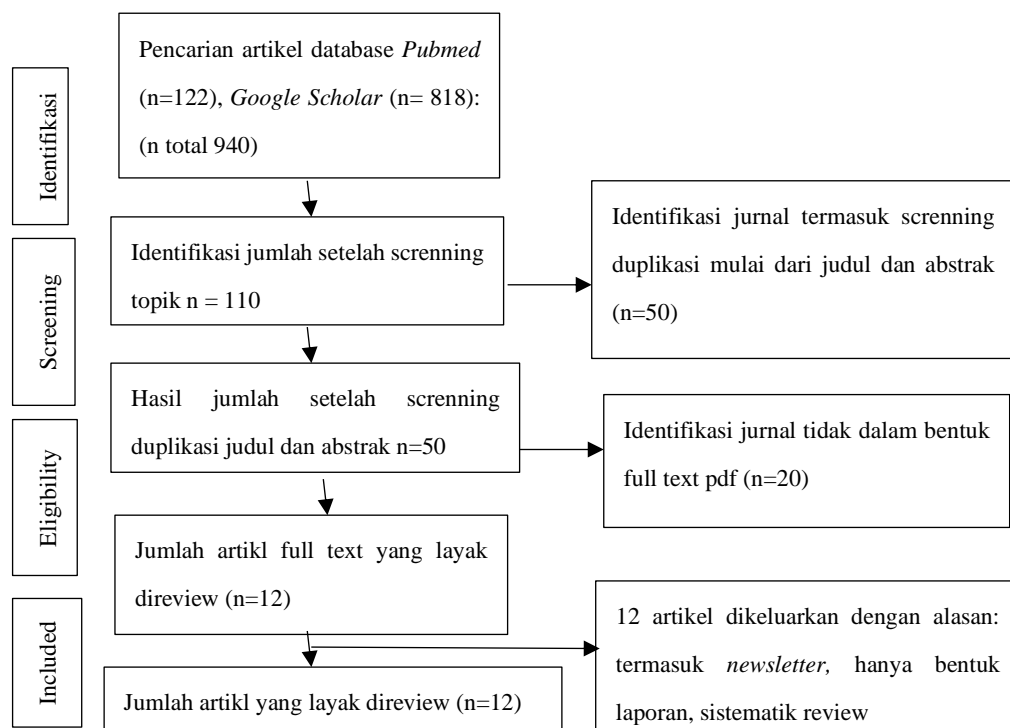 Pencarian artikel database Pubmed
(n=122), Google Scholar (n= 818):
(n total 940)
Identifikasi
Identifikasi jumlah setelah screnning
topik n = 110
Identifikasi jurnal termasuk screnning
duplikasi mulai dari judul dan abstrak
(n=50)
Screening
Hasil jumlah setelah screnning
duplikasi judul dan abstrak n=50
Identifikasi jurnal tidak dalam bentuk
full text pdf (n=20)
Eligibility
Jumlah artikl full text yang layak
direview (n=12)
12 artikel dikeluarkan dengan alasan:
termasuk newsletter, hanya bentuk
laporan, sistematik review
Included
Jumlah artikl yang layak direview (n=12)